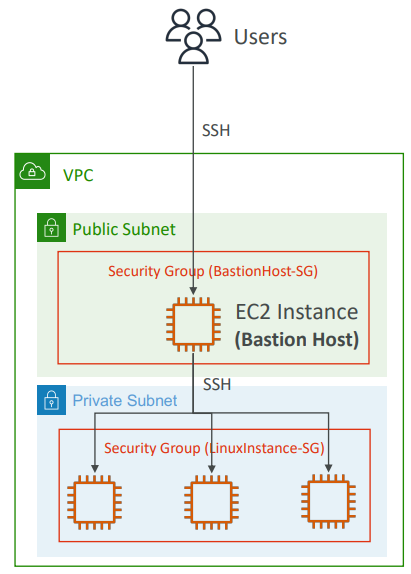 Users
SSH
VPC
Public Subnet
Security Group (BastionHost-SG)
EC2 Instance
(Bastion Host)
SSH
Private Subnet
Security Group (LinuxInstance-SG)